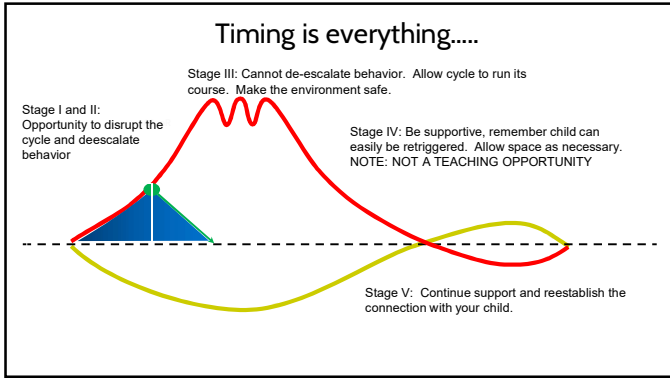 Timing is everything.....
Stage III: Cannot de-escalate behavior. Allow cycle to run its
course. Make the environment safe.
Stage I and II:
Opportunity to disrupt the
cycle and deescalate
behavior
Stage IV: Be supportive, remember child can
easily be retriggered. Allow space as necessary.
NOTE: NOT A TEACHING OPPORTUNITY
Stage V: Continue support and reestablish the
connection with your child.